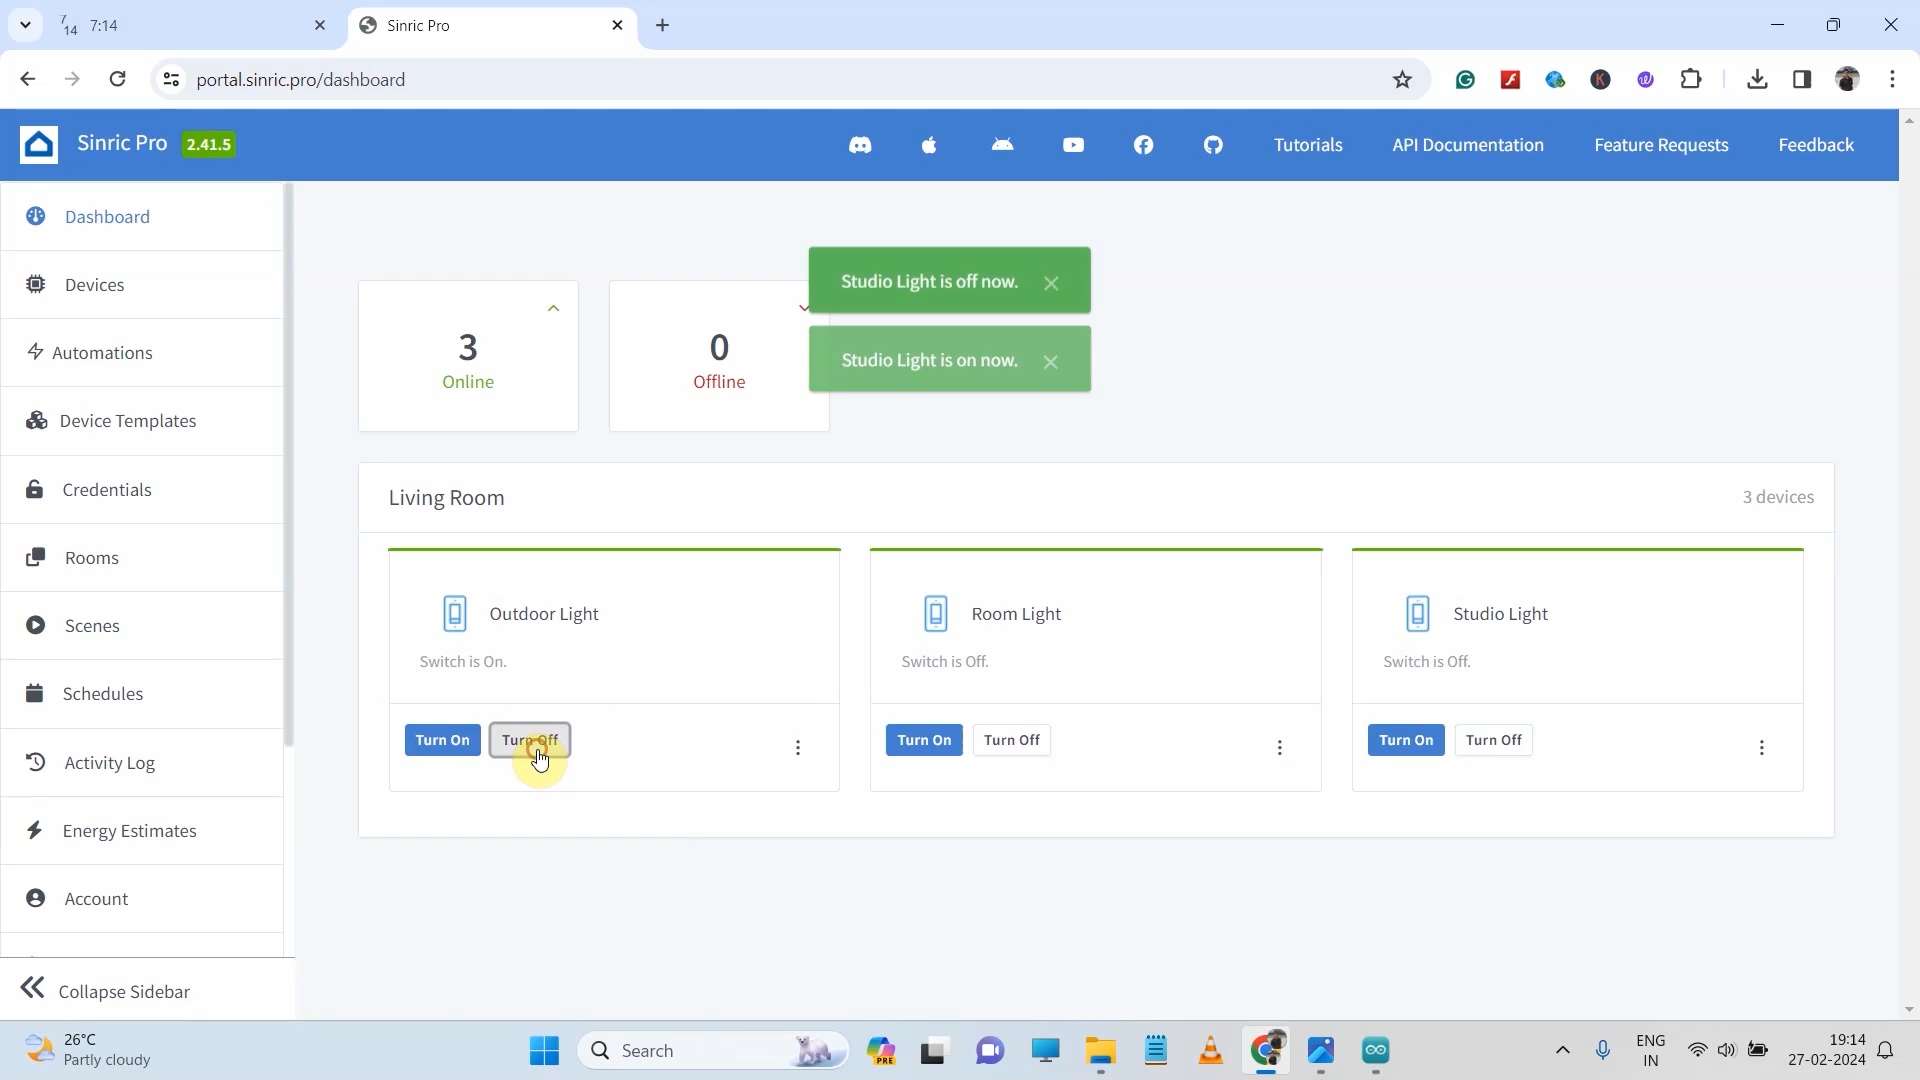 7
14 7:14
Sinric Pro
portal.sinric.pro/dashboard
Sinric Pro 2.41.5
Tutorials
API Documentation
Feature Requests
Feedback
Dashboard
Devices
Automations
Device Templates
Credentials
Rooms
Scenes
Schedules
Activity Log
Energy Estimates
Account
Collapse Sidebar
3
Online
0
Offline
Studio Light is off now.
Studio Light is on now.
Living Room
3 devices
Outdoor Light
Switch is On.
Turn On Turn Off
Room Light
Switch is Off.
Turn On Turn Off
Studio Light
Switch is Off.
Turn On Turn Off
26°C
Partly cloudy
Search
PRE
ENG
IN
19:14
27-02-2024